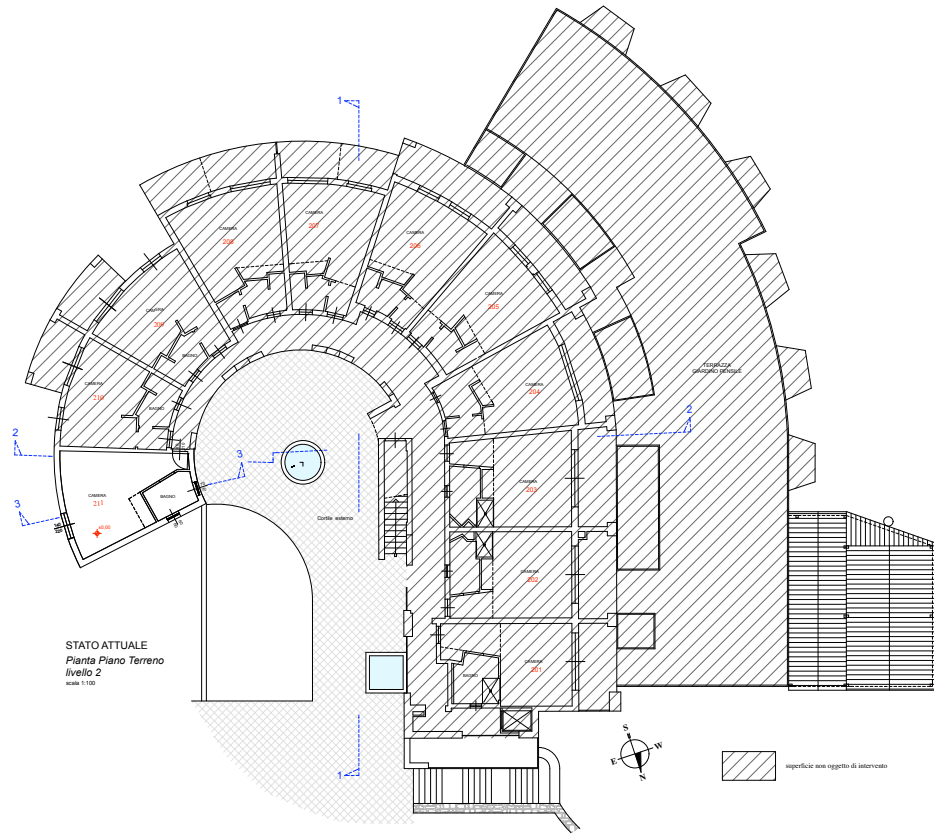 1
CAMERA
208
CAMERA
207
CAMERA
206
CAMERA
209
CAMERA
205
BAGNO
TERRAZZA
GIARDINO PENSILE
CAMERA
210
CAMERA
204
BAGNO
2
2
3
CAMERA
211
BAGNO
CAMERA
203
3
±0,00
Cortile esterno
CAMERA
202
STATO ATTUALE
Pianta Piano Terreno
livello 2
scala 1:100
CAMERA
201
BAGNO
S
E
W
N
superficie non oggetto di intervento
1